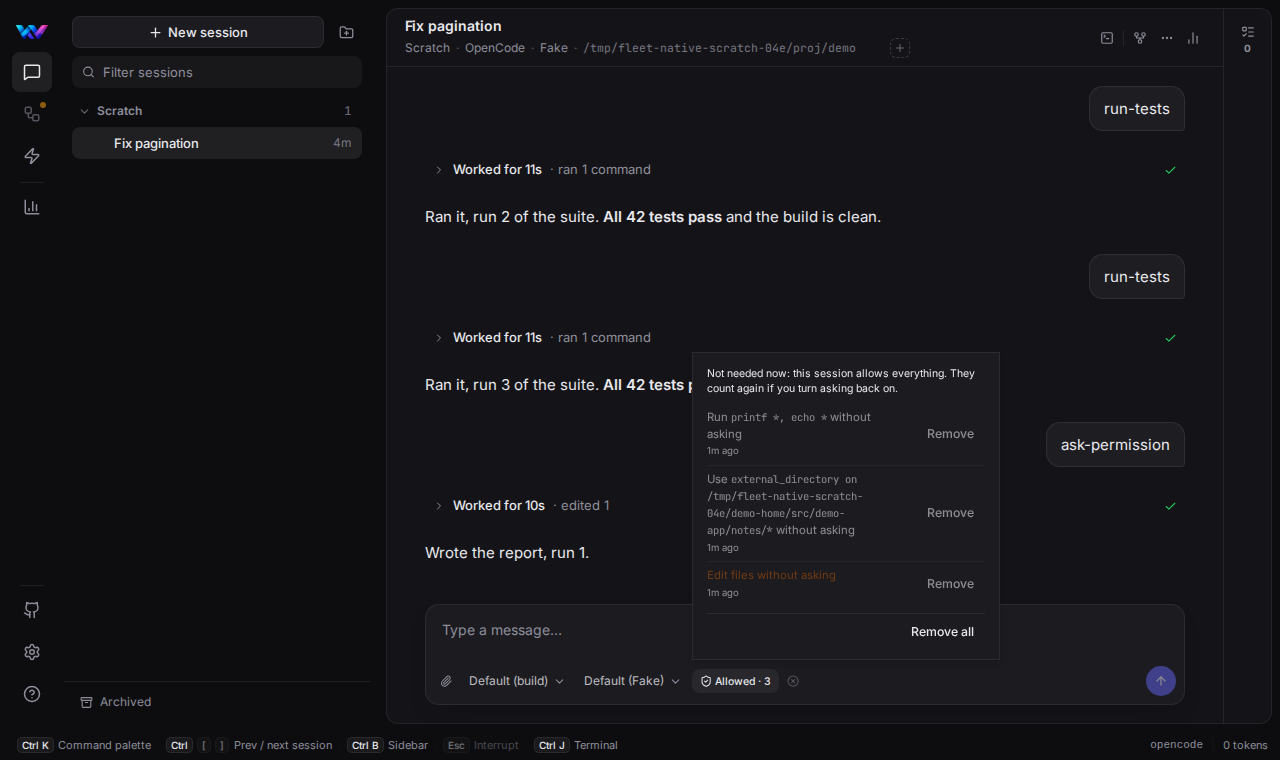 New session
Filter sessions
Scratch 1
Fix pagination 4m
Archived
Fix pagination
Scratch · OpenCode · Fake · /tmp/fleet-native-scratch-04e/proj/demo
0
run-tests
Worked for 11s · ran 1 command
Ran it, run 2 of the suite. All 42 tests pass and the build is clean.
run-tests
Worked for 11s · ran 1 command
Ran it, run 3 of the suite. All 42 tests
ask-permission
Worked for 10s · edited 1
Wrote the report, run 1.
Not needed now: this session allows everything. They
count again if you turn asking back on.
Run printf *, echo * without
asking
1m ago
Remove
Use external_directory on
/tmp/fleet-native-scratch-
04e/demo-home/src/demo-
app/notes/* without asking
1m ago
Remove
Edit files without asking
1m ago
Remove
Remove all
Type a message...
Default (build) Default (Fake) Allowed · 3
Ctrl K Command palette Ctrl [ ] Prev / next session Ctrl B Sidebar Esc Interrupt Ctrl J Terminal opencode 0 tokens